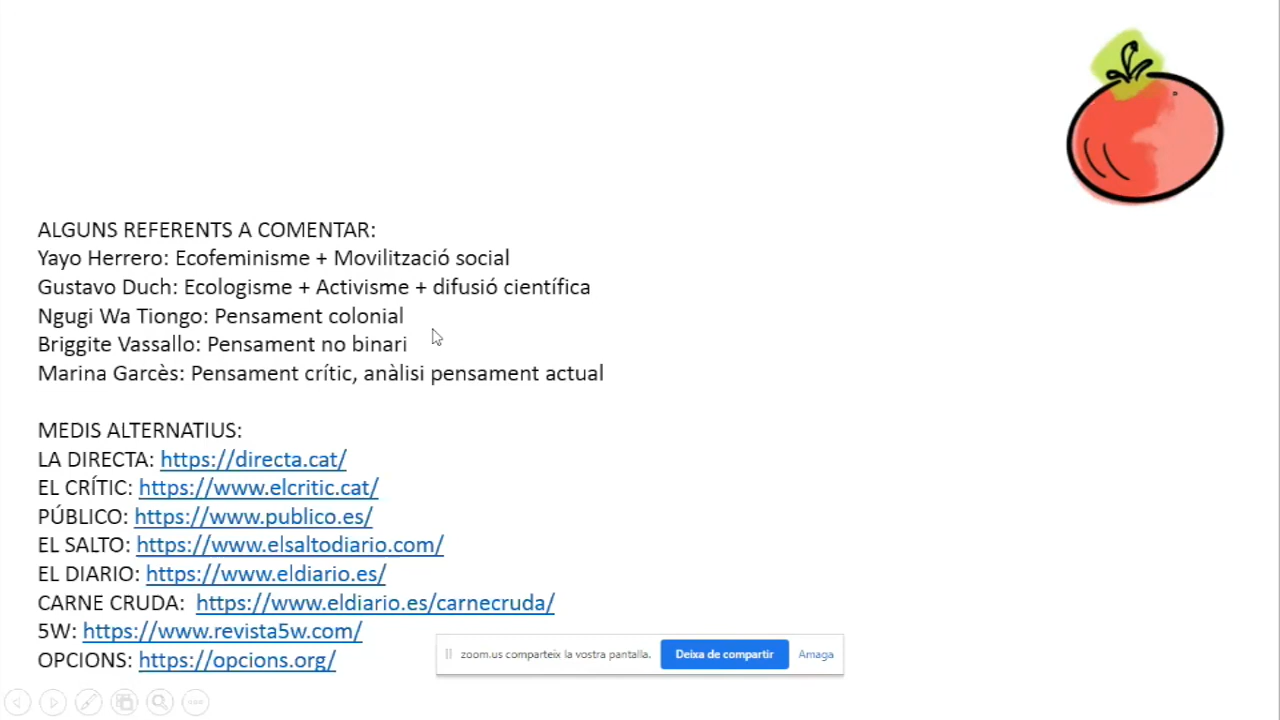 ALGUNS REFERENTS A COMENTAR:
Yayo Herrero: Ecofeminisme + Movilització social
Gustavo Duch: Ecologisme + Activisme + difusió científica
Ngugi Wa Tiongo: Pensament colonial
Briggite Vassallo: Pensament no binari
Marina Garcès: Pensament crític, anàlisi pensament actual
MEDIS ALTERNATIUS:
LA DIRECTA: https://directa.cat/
EL CRÍTIC: https://www.elcritic.cat/
PÚBLICO: https://www.publico.es/
EL SALTO: https://www.elsaltodiario.com/
EL DIARIO: https://www.eldiario.es/
CARNE CRUDA: https://www.eldiario.es/carnecruda/
5W: https://www.revista5w.com/
OPCIONS: https://opcions.org/
zoom.us comparteix la vostra pantalla. Deixa de compartir Amaga